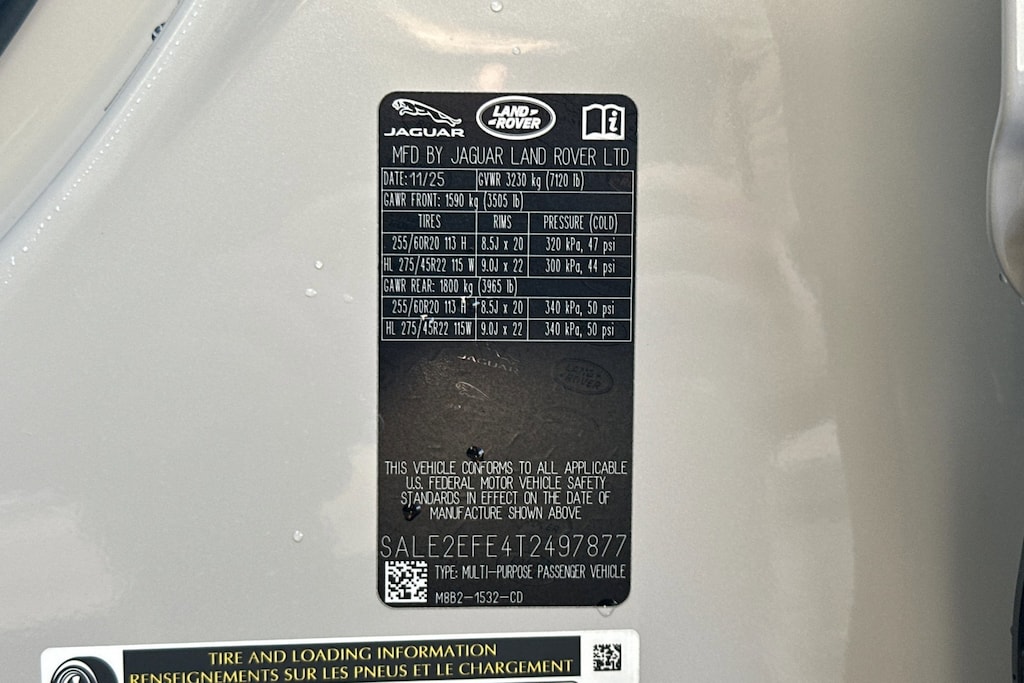 JAGUAR
LAND
ROVER
MFD BY JAGUAR LAND ROVER LTD
DATE: 11/25 GVWR 3230 kg (7120 lb)
GAWR FRONT: 1590 kg (3505 lb)
TIRES RIMS PRESSURE (COLD)
255/60R20 113 H 8.5J x 20 320 kPa, 47 psi
HL 275/45R22 115 W 9.0J x 22 300 kPa, 44 psi
GAWR REAR: 1800 kg (3965 lb)
255/60R20 113 H 8.5J x 20 340 kPa, 50 psi
HL 275/45R22 115W 9.0J x 22 340 kPa, 50 psi
JAGUAR
LAND
ROVER
THIS VEHICLE CONFORMS TO ALL APPLICABLE
U.S. FEDERAL MOTOR VEHICLE SAFETY
STANDARDS IN EFFECT ON THE DATE OF
MANUFACTURE SHOWN ABOVE
SALE2EFE4T2497877
TYPE: MULTI-PURPOSE PASSENGER VEHICLE
M8B2-1532-CD
TIRE AND LOADING INFORMATION
RENSEIGNEMENTS SUR LES PNEUS ET LE CHARGEMENT